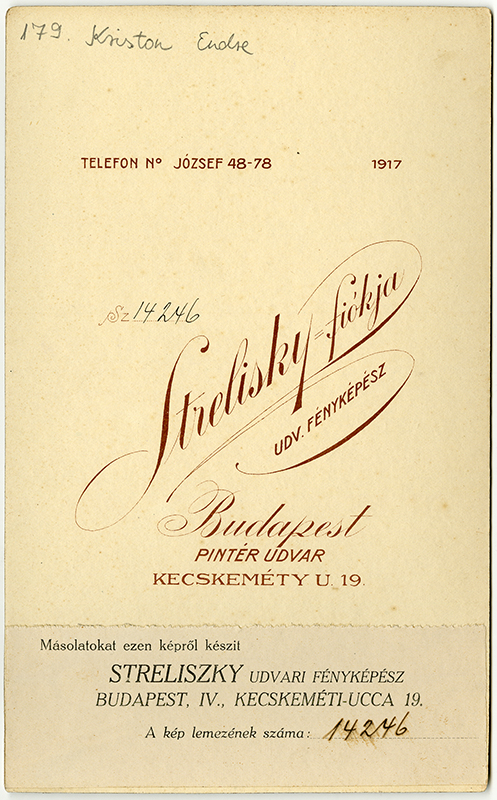 179. Kriston Endre
TELEFON Nº JÓZSEF 48-78 1917
Sz 14246
Strelisky-fiókja
UDV. FÉNYKÉPÉSZ
Budapest
PINTÉR UDVAR
KECSKEMÉTY U. 19.
Másolatokat ezen képről készit
STRELISZKY UDVARI FÉNYKÉPÉSZ
BUDAPEST, IV., KECSKEMÉTI-UCCA 19.
A kép lemezének száma: 14246